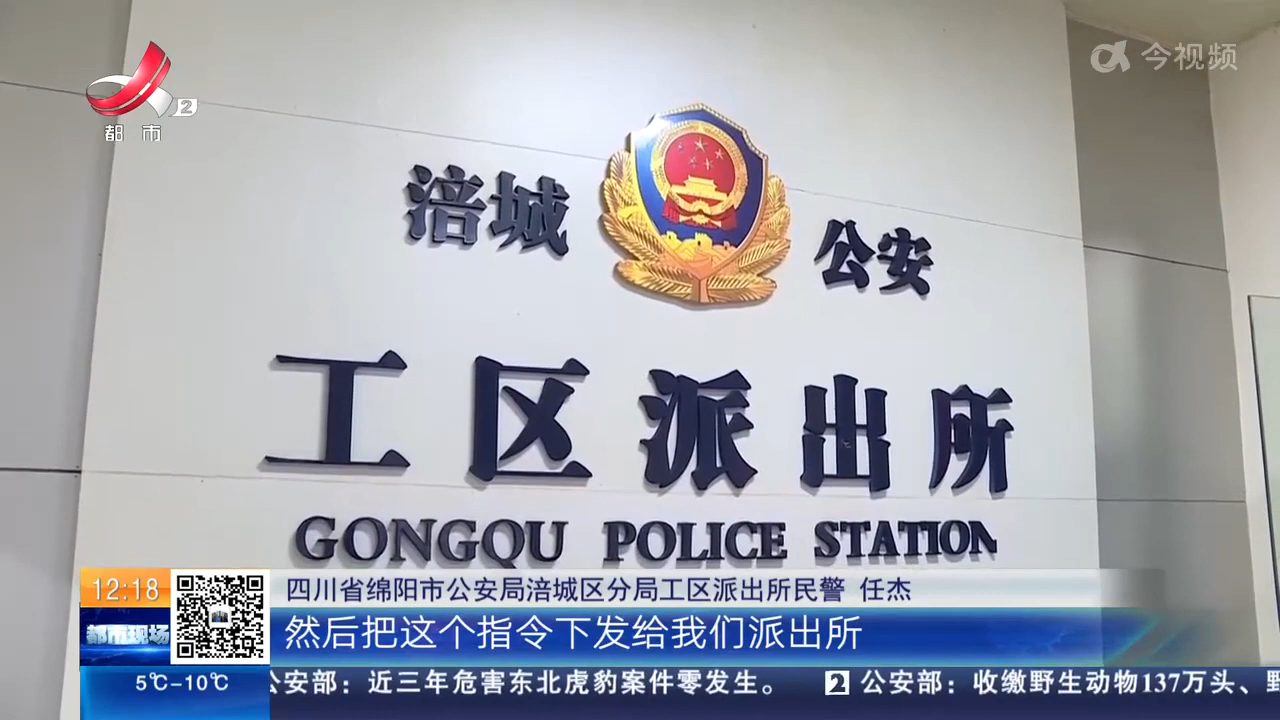 今视频
2
都市
涪城 公安
工区派出所
GONGQU POLICE STATION
12:18
四川省绵阳市公安局涪城区分局工区派出所民警 任杰
都市现场
然后把这个指令下发给我们派出所
5℃-10℃
公安部：近三年危害东北虎豹案件零发生。 2 公安部：收缴野生动物137万头、野